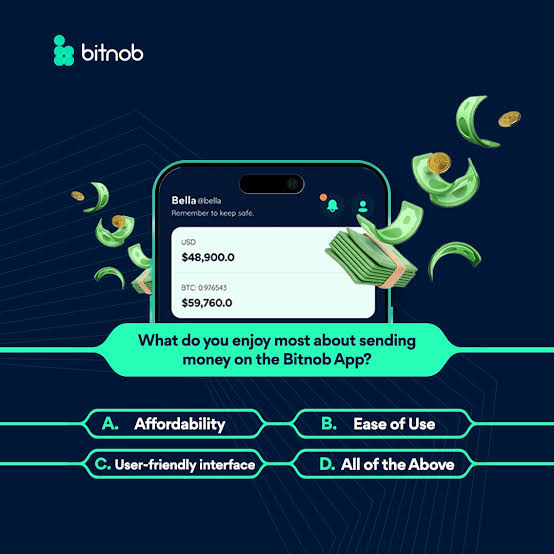 bitnob
Bella @bella
Remember to keep safe.
USD
$48,900.0
BTC: 0.976543
$59,760.0
What do you enjoy most about sending
money on the Bitnob App?
A. Affordability
B. Ease of Use
C. User-friendly interface
D. All of the Above